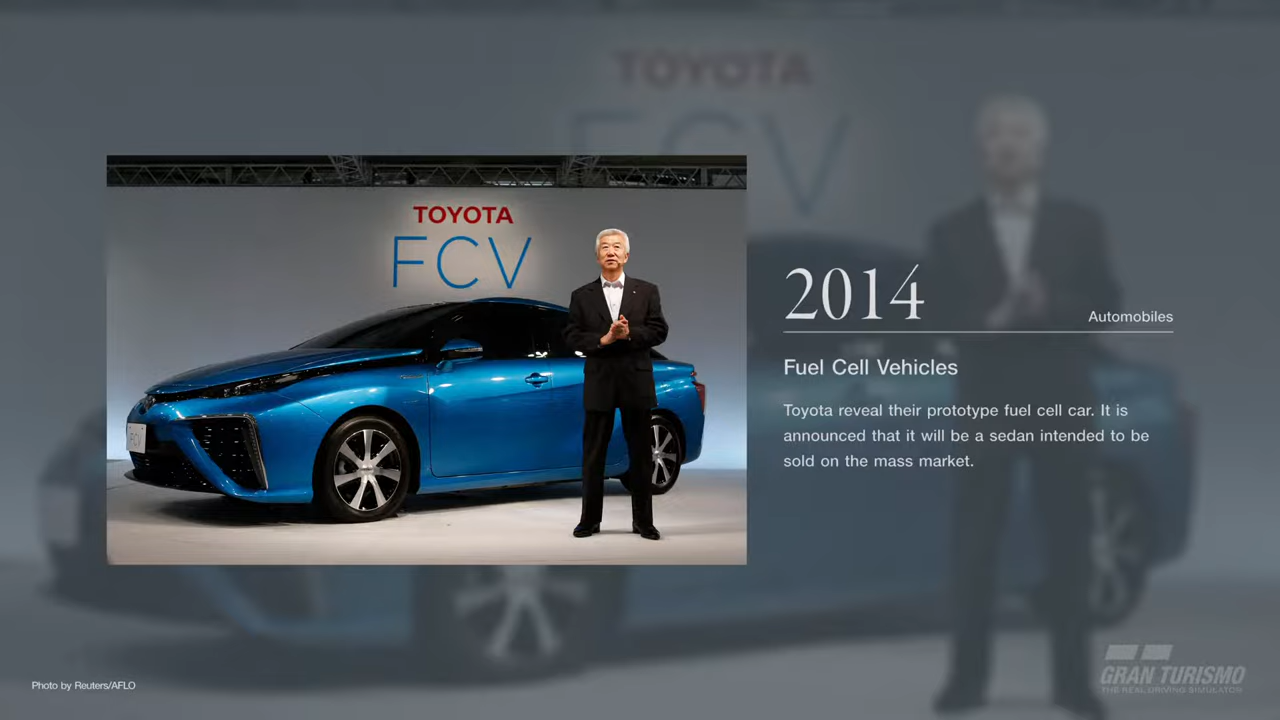 TOYOTA
FCV
FCV
2014
Automobiles
Fuel Cell Vehicles
Toyota reveal their prototype fuel cell car. It is
announced that it will be a sedan intended to be
sold on the mass market.
Photo by Reuters/AFLO
GRAN TURISMO
THE REAL DRIVING SIMULATOR